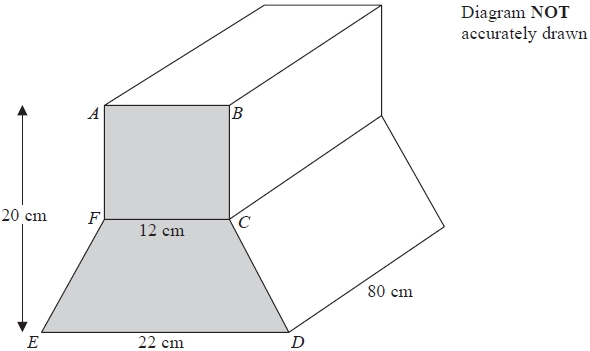 Diagram NOT
accurately drawn
A
B
20 cm
F
C
12 cm
80 cm
E
22 cm
D